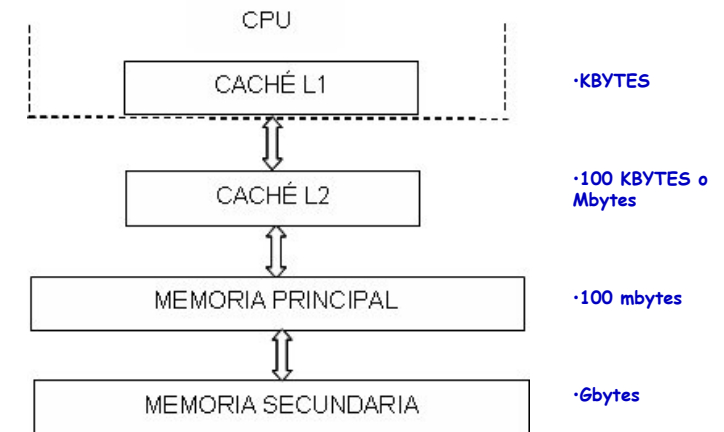 CPU
CACHÉ L1
•KBYTES
CACHÉ L2
•100 KBYTES o
Mbytes
MEMORIA PRINCIPAL
•100 mbytes
MEMORIA SECUNDARIA
•Gbytes